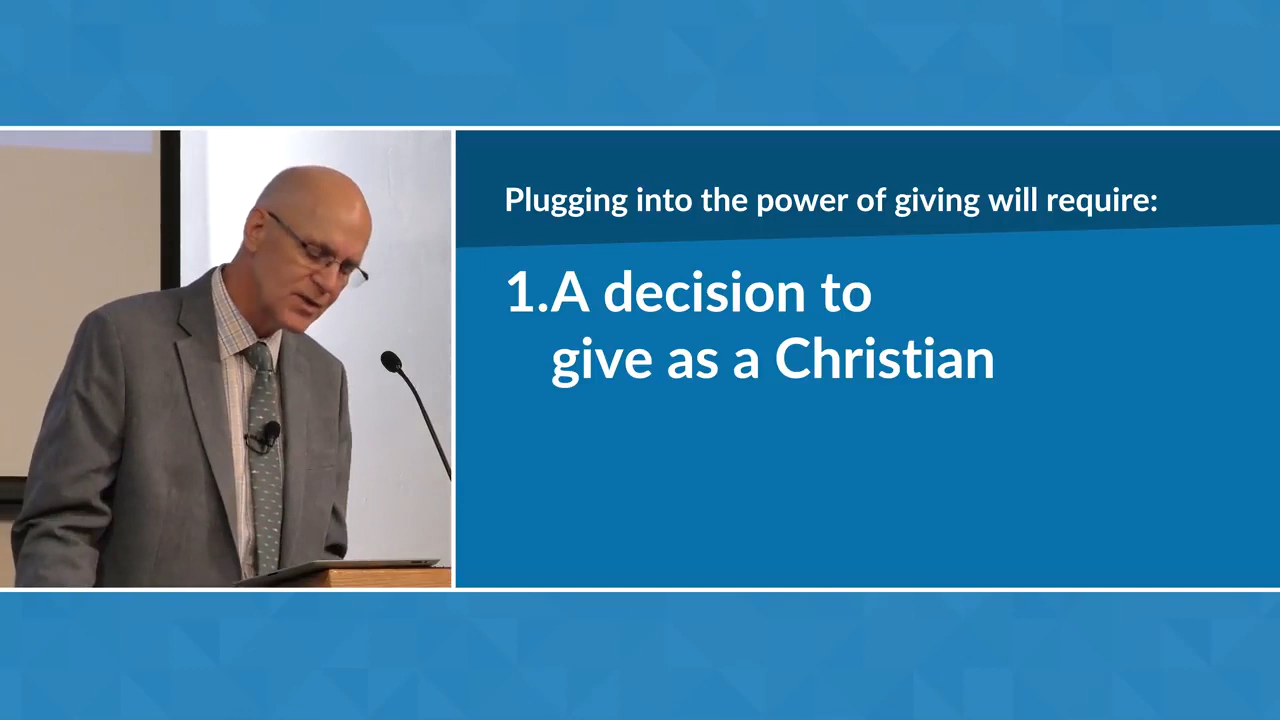 Plugging into the power of giving will require:
1.A decision to
give as a Christian